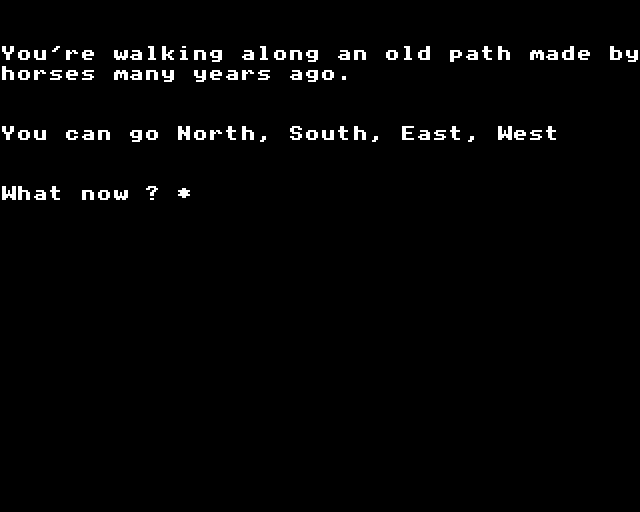 You're walking along an old path made by
horses many years ago.
You can go North, South, East, West
What now ? *